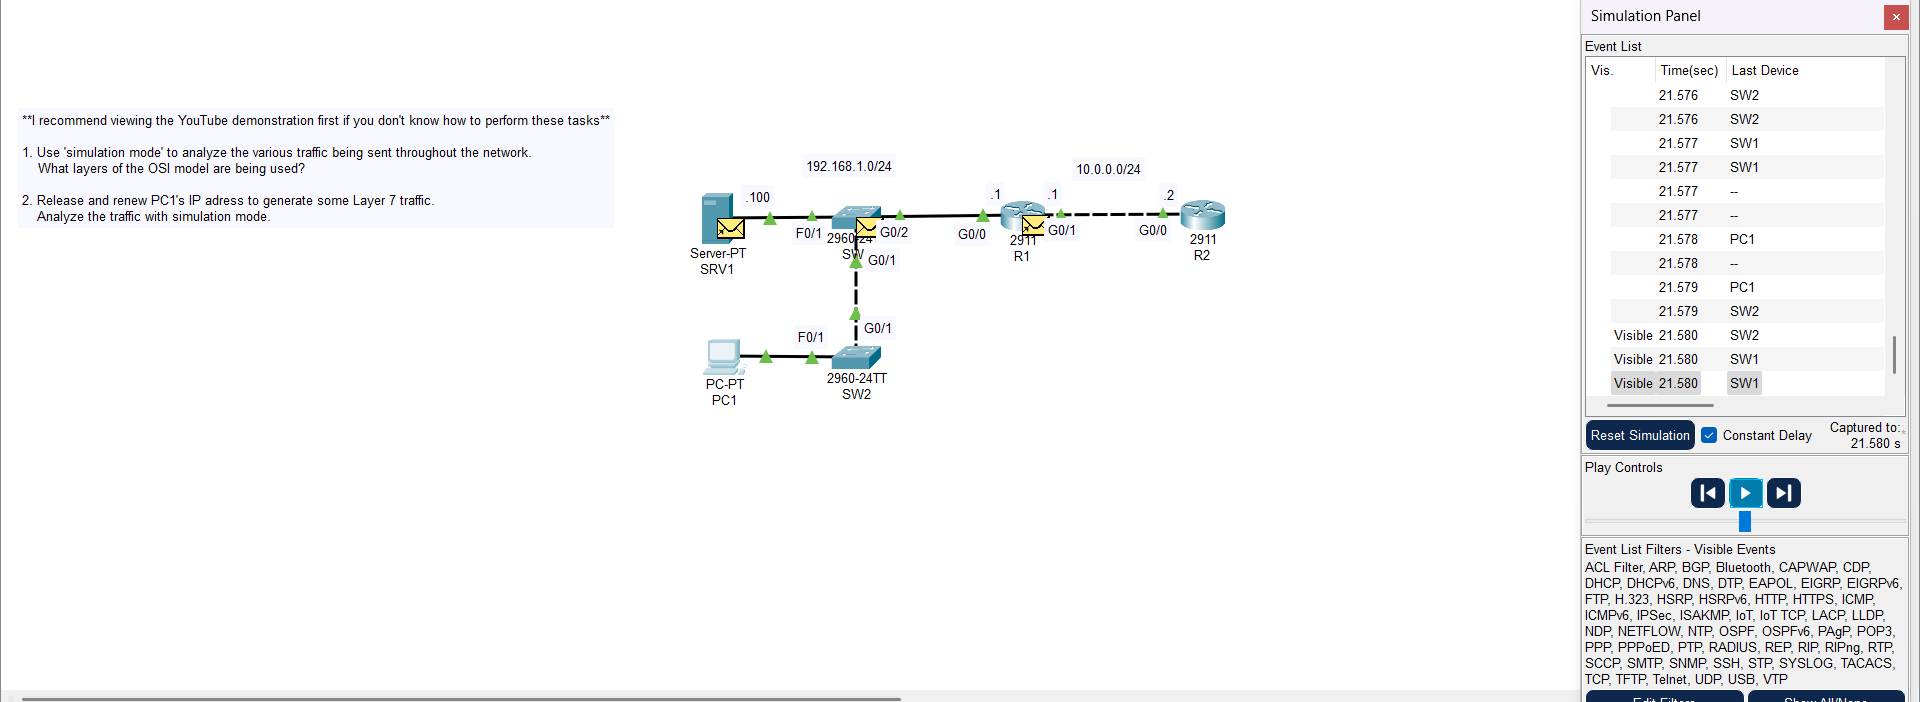 Simulation Panel
Event List
Vis. Time(sec) Last Device
21.576 SW2
21.576 SW2
21.577 SW1
21.577 SW1
21.577 --
21.577 --
21.578 PC1
21.578 --
21.579 PC1
21.579 SW2
Visible 21.580 SW2
Visible 21.580 SW1
Visible 21.580 SW1
Reset Simulation Constant Delay Captured to:
21.580 s
Play Controls
Event List Filters - Visible Events
ACL Filter, ARP, BGP, Bluetooth, CAPWAP, CDP,
DHCP, DHCPv6, DNS, DTP, EAPOL, EIGRP, EIGRPv6,
FTP, H.323, HSRP, HSRPv6, HTTP, HTTPS, ICMP,
ICMPv6, IPSec, ISAKMP, IoT, IoT TCP, LACP, LLDP,
NDP, NETFLOW, NTP, OSPF, OSPFv6, PAgP, POP3,
PPP, PPPoED, PTP, RADIUS, REP, RIP, RIPng, RTP,
SCCP, SMTP, SNMP, SSH, STP, SYSLOG, TACACS,
TCP, TFTP, Telnet, UDP, USB, VTP
Edit Filters Show All/None
**I recommend viewing the YouTube demonstration first if you don't know how to perform these tasks**
1. Use 'simulation mode' to analyze the various traffic being sent throughout the network.
What layers of the OSI model are being used?
2. Release and renew PC1's IP adress to generate some Layer 7 traffic.
Analyze the traffic with simulation mode.
192.168.1.0/24
10.0.0.0/24
.100
.1
.1
.2
F0/1
G0/2
G0/0
G0/1
G0/0
Server-PT
SRV1
2960-24
SW
2911
R1
2911
R2
G0/1
G0/1
F0/1
PC-PT
PC1
2960-24TT
SW2